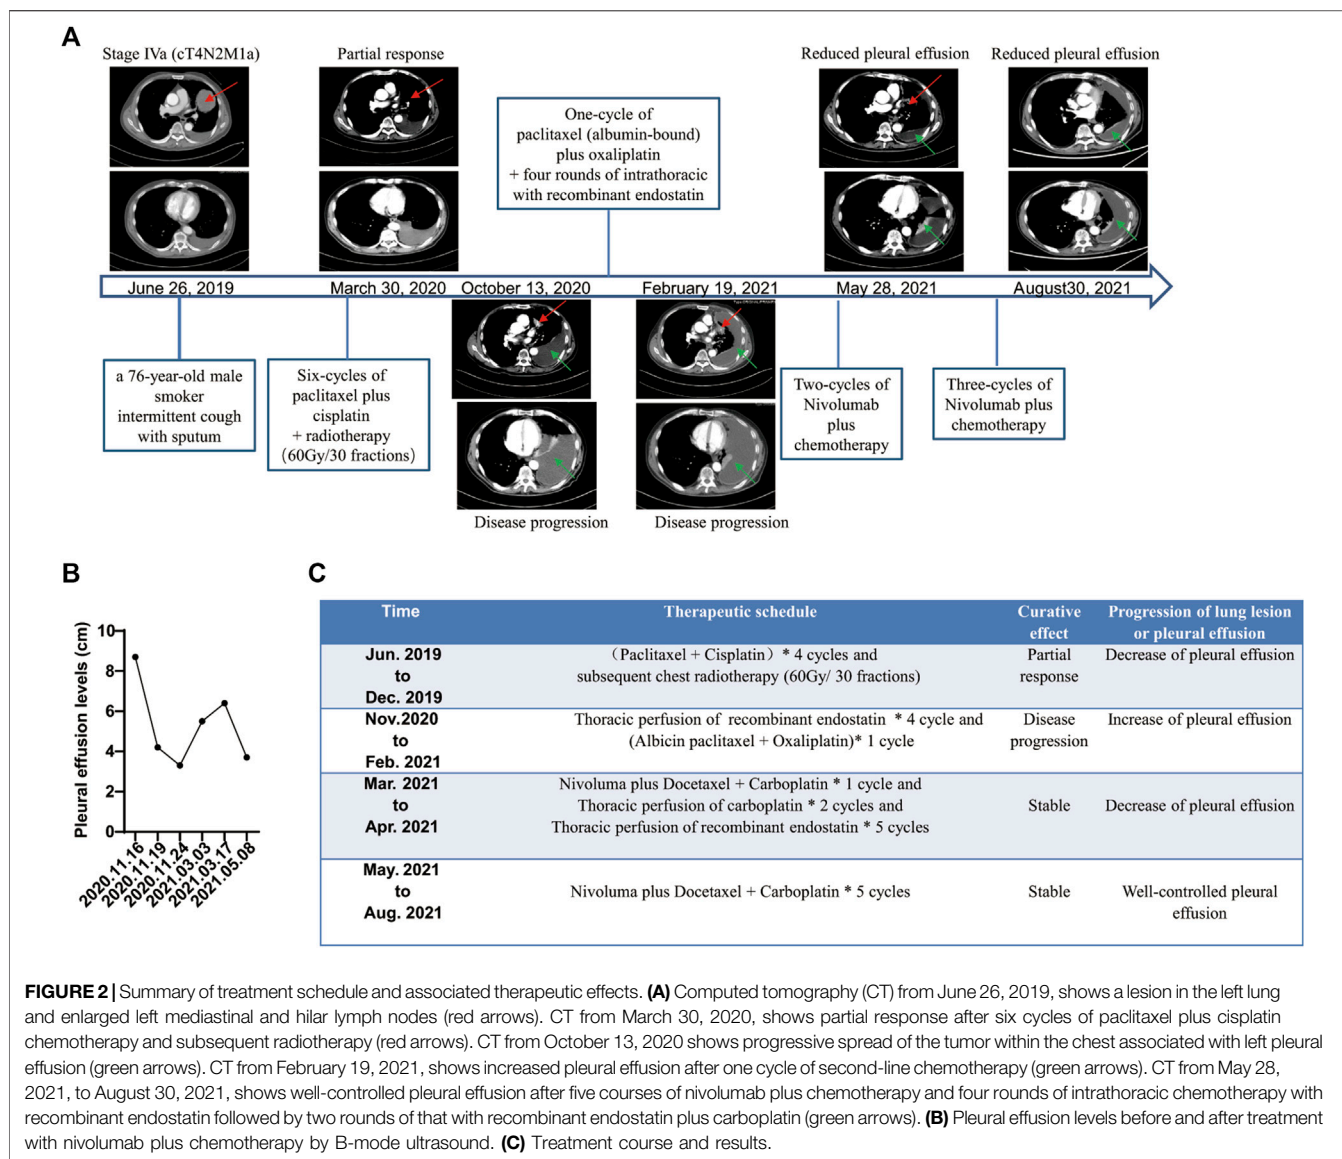 A
Stage IVa (cT4N2M1a)
Partial response
Reduced pleural effusion
Reduced pleural effusion
One-cycle of
paclitaxel (albumin-bound)
plus oxaliplatin
+ four rounds of intrathoracic
with recombinant endostatin
June 26, 2019
March 30, 2020
October 13, 2020
February 19, 2021
May 28, 2021
August30, 2021
a 76-year-old male
smoker
intermittent cough
with sputum
Six-cycles of
paclitaxel plus
cisplatin
+ radiotherapy
(60Gy/30 fractions)
Two-cycles of
Nivolumab
plus
chemotherapy
Three-cycles of
Nivolumab plus
chemotherapy
Disease progression
Disease progression
B
Pleural effusion levels (cm)
10
8
6
4
2
0
2020.11.16
2020.11.19
2020.11.24
2021.03.03
2021.03.17
2021.05.08
C
Time
Therapeutic schedule
Curative
effect
Progression of lung lesion
or pleural effusion
Jun. 2019
to
Dec. 2019
(Paclitaxel + Cisplatin) * 4 cycles and
subsequent chest radiotherapy (60Gy/ 30 fractions)
Partial
response
Decrease of pleural effusion
Nov.2020
to
Feb. 2021
Thoracic perfusion of recombinant endostatin * 4 cycle and
(Albicin paclitaxel + Oxaliplatin)* 1 cycle
Disease
progression
Increase of pleural effusion
Mar. 2021
to
Apr. 2021
Nivoluma plus Docetaxel + Carboplatin * 1 cycle and
Thoracic perfusion of carboplatin * 2 cycles and
Thoracic perfusion of recombinant endostatin * 5 cycles
Stable
Decrease of pleural effusion
May. 2021
to
Aug. 2021
Nivoluma plus Docetaxel + Carboplatin * 5 cycles
Stable
Well-controlled pleural
effusion
FIGURE 2 | Summary of treatment schedule and associated therapeutic effects. (A) Computed tomography (CT) from June 26, 2019, shows a lesion in the left lung
and enlarged left mediastinal and hilar lymph nodes (red arrows). CT from March 30, 2020, shows partial response after six cycles of paclitaxel plus cisplatin
chemotherapy and subsequent radiotherapy (red arrows). CT from October 13, 2020 shows progressive spread of the tumor within the chest associated with left pleural
effusion (green arrows). CT from February 19, 2021, shows increased pleural effusion after one cycle of second-line chemotherapy (green arrows). CT from May 28,
2021, to August 30, 2021, shows well-controlled pleural effusion after five courses of nivolumab plus chemotherapy and four rounds of intrathoracic chemotherapy with
recombinant endostatin followed by two rounds of that with recombinant endostatin plus carboplatin (green arrows). (B) Pleural effusion levels before and after treatment
with nivolumab plus chemotherapy by B-mode ultrasound. (C) Treatment course and results.